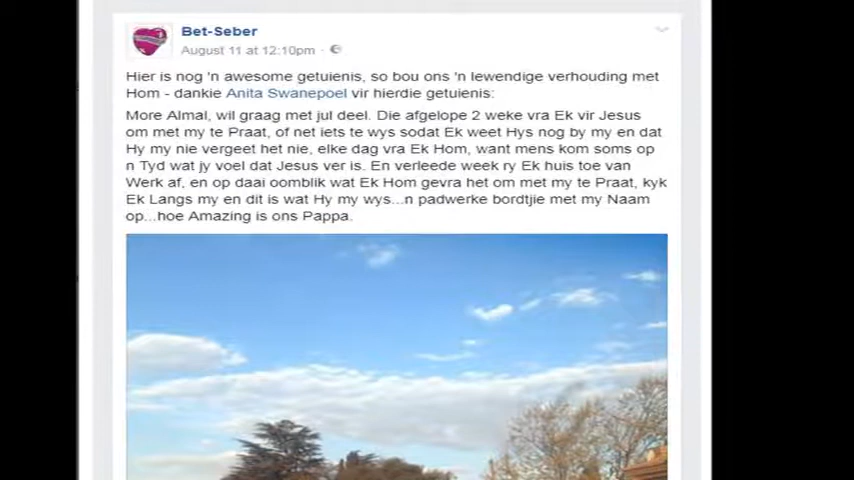 Bet-Seber
August 11 at 12:10pm ·
Hier is nog 'n awesome getuienis, so bou ons 'n lewendige verhouding met
Hom - dankie Anita Swanepoel vir hierdie getuienis:
More Almal, wil graag met jul deel. Die afgelope 2 weke vra Ek vir Jesus
om met my te Praat, of net iets te wys sodat Ek weet Hys nog by my en dat
Hy my nie vergeet het nie, elke dag vra Ek Hom, want mens kom soms op
n Tyd wat jy voel dat Jesus ver is. En verleede week ry Ek huis toe van
Werk af, en op daai oomblik wat Ek Hom gevra het om met my te Praat, kyk
Ek Langs my en dit is wat Hy my wys...n padwerke bordtjie met my Naam
op...hoe Amazing is ons Pappa.